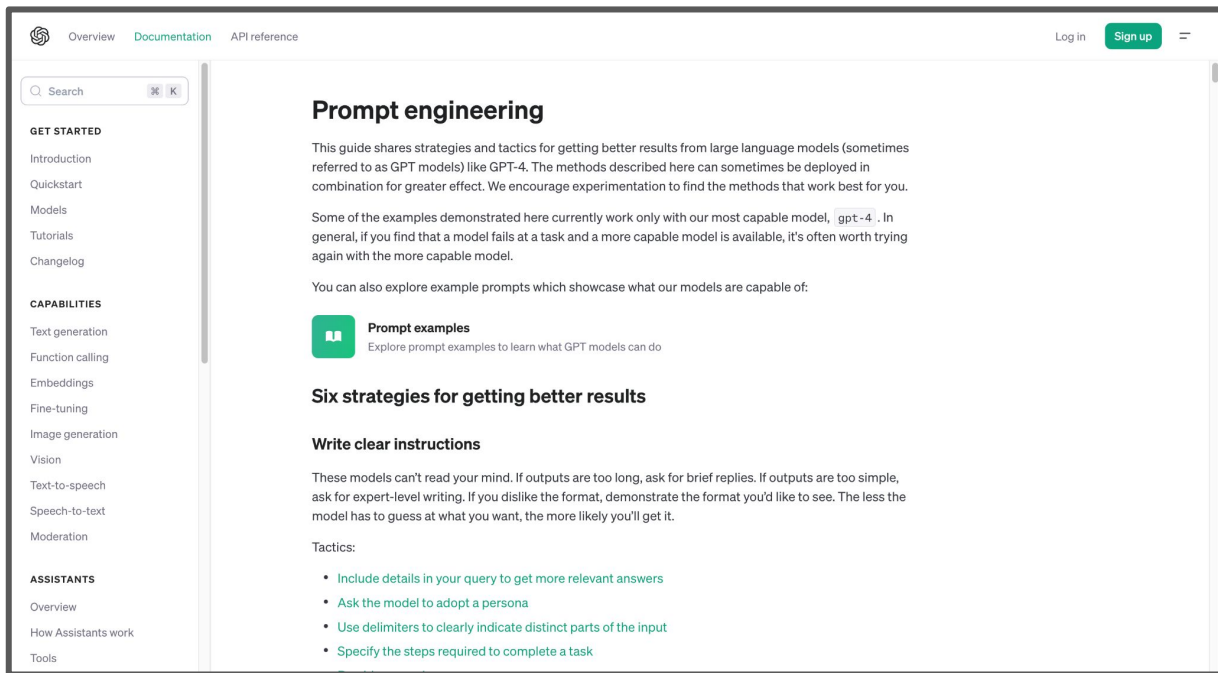 Overview Documentation API reference Log in Sign up
Search ⌘ K
GET STARTED
Introduction
Quickstart
Models
Tutorials
Changelog
CAPABILITIES
Text generation
Function calling
Embeddings
Fine-tuning
Image generation
Vision
Text-to-speech
Speech-to-text
Moderation
ASSISTANTS
Overview
How Assistants work
Tools
Prompt engineering
This guide shares strategies and tactics for getting better results from large language models (sometimes
referred to as GPT models) like GPT-4. The methods described here can sometimes be deployed in
combination for greater effect. We encourage experimentation to find the methods that work best for you.
Some of the examples demonstrated here currently work only with our most capable model, gpt-4 . In
general, if you find that a model fails at a task and a more capable model is available, it's often worth trying
again with the more capable model.
You can also explore example prompts which showcase what our models are capable of:
Prompt examples
Explore prompt examples to learn what GPT models can do
Six strategies for getting better results
Write clear instructions
These models can't read your mind. If outputs are too long, ask for brief replies. If outputs are too simple,
ask for expert-level writing. If you dislike the format, demonstrate the format you'd like to see. The less the
model has to guess at what you want, the more likely you'll get it.
Tactics:
• Include details in your query to get more relevant answers
• Ask the model to adopt a persona
• Use delimiters to clearly indicate distinct parts of the input
• Specify the steps required to complete a task